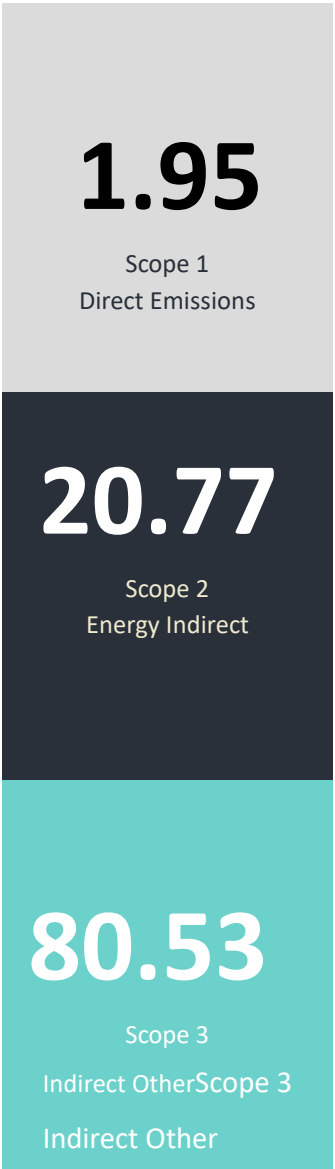 1.95
Scope 1
Direct Emissions
20.77
Scope 2
Energy Indirect
80.53
Scope 3
Indirect OtherScope 3
Indirect Other